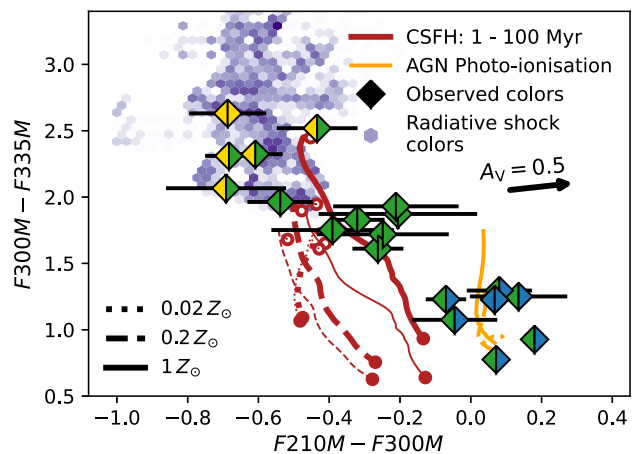 CSFH: 1 - 100 Myr
AGN Photo-ionisation
Observed colors
Radiative shock
colors
A_V = 0.5
0.02 Z⊙
0.2 Z⊙
1 Z⊙
3.0
2.5
2.0
1.5
1.0
0.5
F300M − F335M
−1.0
−0.8
−0.6
−0.4
−0.2
0.0
0.2
0.4
F210M − F300M